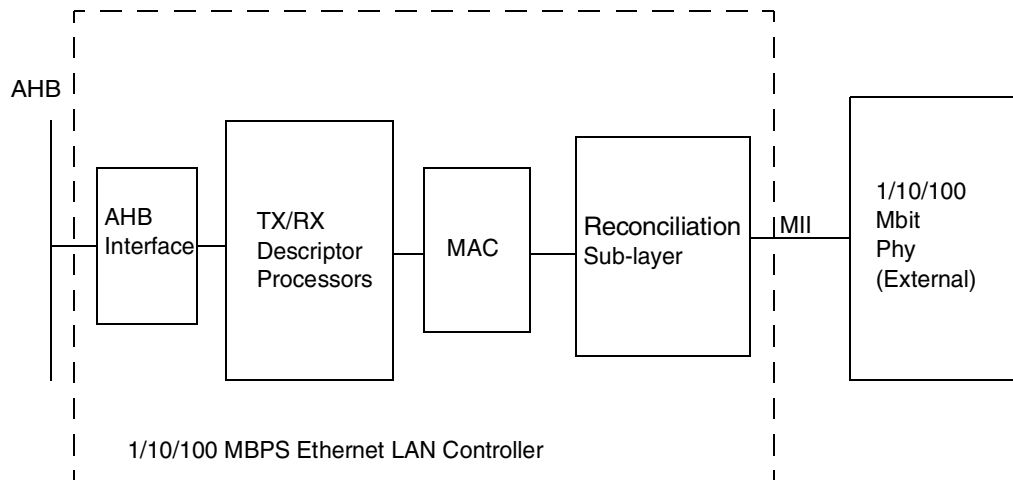 AHB
AHB
Interface
TX/RX
Descriptor
Processors
MAC
Reconciliation
Sub-layer
MII
1/10/100
Mbit
Phy
(External)
1/10/100 MBPS Ethernet LAN Controller